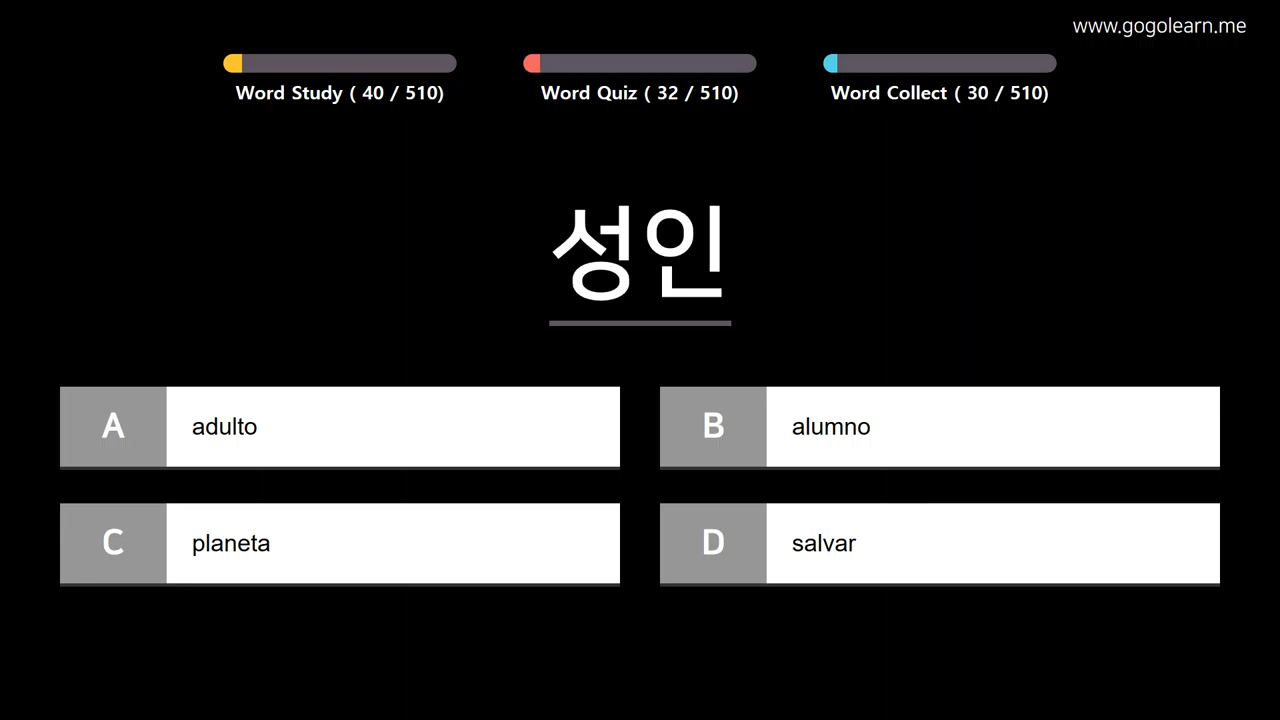 www.gogolearn.me
Word Study ( 40 / 510)
Word Quiz ( 32 / 510)
Word Collect ( 30 / 510)
성인
A adulto
B alumno
C planeta
D salvar